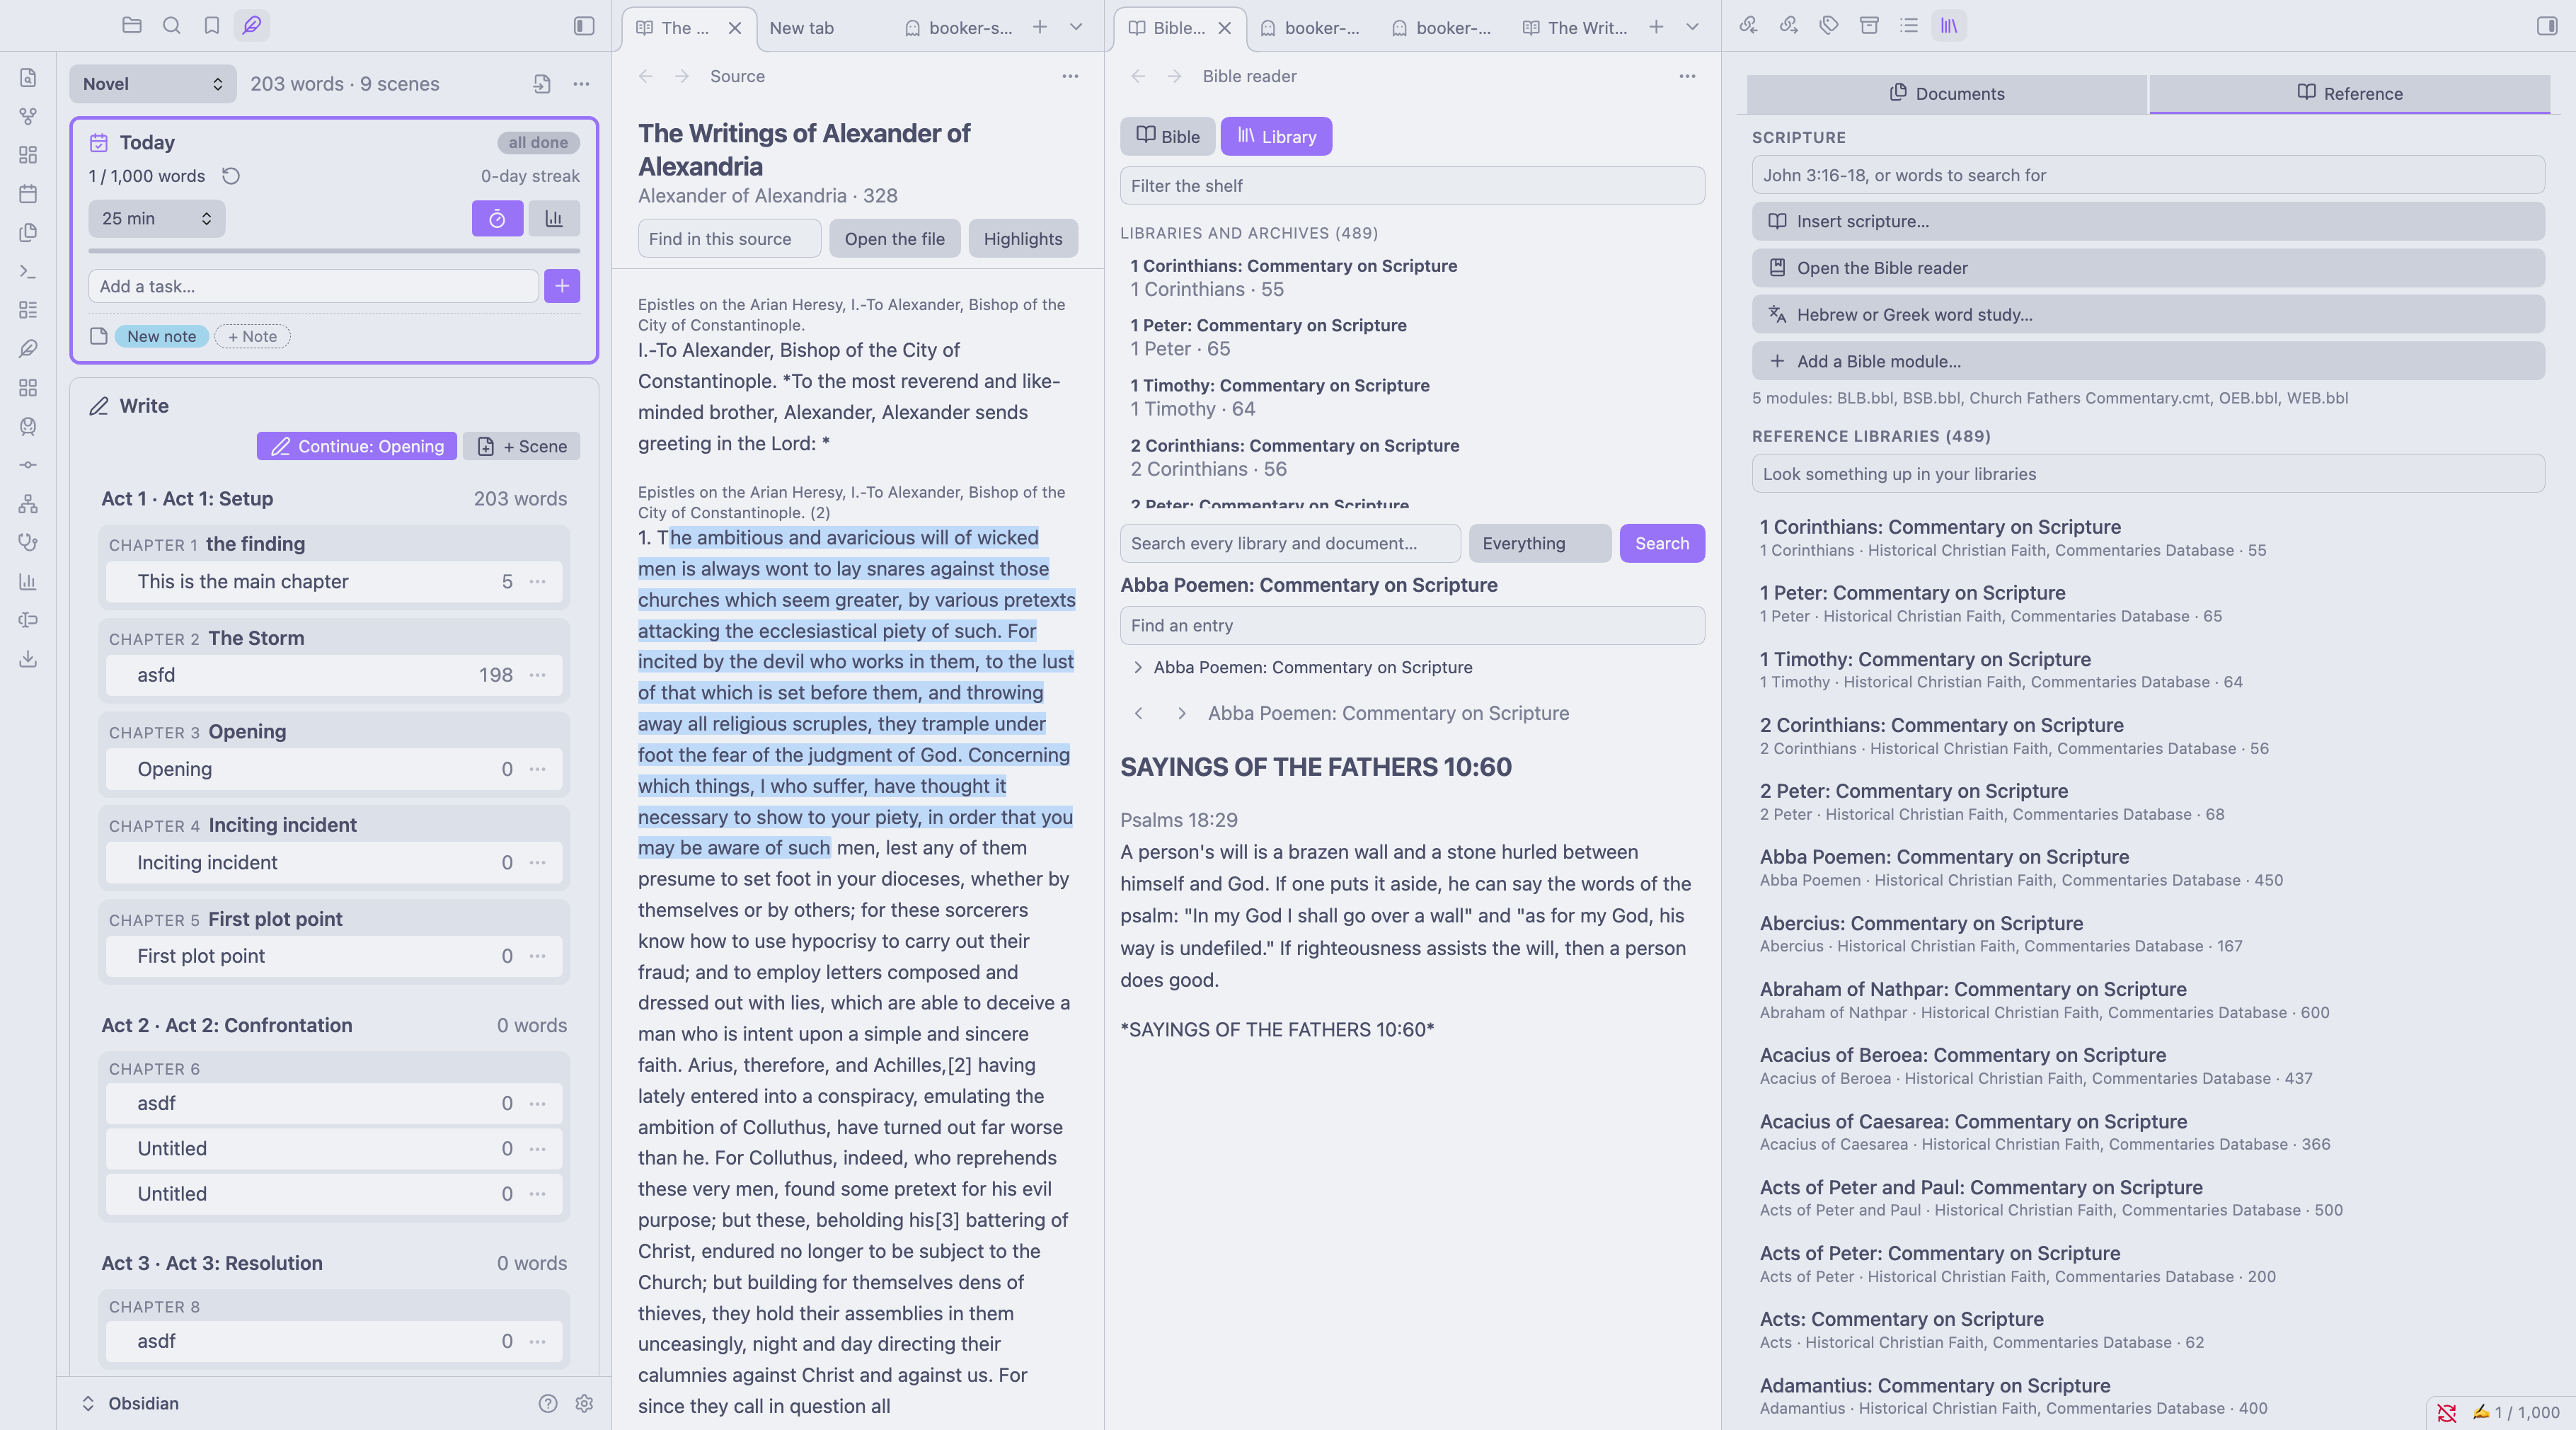 Novel
203 words · 9 scenes
Today
all done
1 / 1,000 words
0-day streak
25 min
Add a task...
New note
+ Note
Write
Continue: Opening
+ Scene
Act 1 · Act 1: Setup
203 words
CHAPTER 1 the finding
This is the main chapter
5
CHAPTER 2 The Storm
asfd
198
CHAPTER 3 Opening
Opening
0
CHAPTER 4 Inciting incident
Inciting incident
0
CHAPTER 5 First plot point
First plot point
0
Act 2 · Act 2: Confrontation
0 words
CHAPTER 6
asdf
0
Untitled
0
Untitled
0
Act 3 · Act 3: Resolution
0 words
CHAPTER 8
asdf
0
Obsidian
The ...
New tab
booker-s...
Source
The Writings of Alexander of
Alexandria
Alexander of Alexandria · 328
Find in this source
Open the file
Highlights
Epistles on the Arian Heresy, I.-To Alexander, Bishop of the
City of Constantinople.
I.-To Alexander, Bishop of the City of
Constantinople. *To the most reverend and like-
minded brother, Alexander, Alexander sends
greeting in the Lord: *
Epistles on the Arian Heresy, I.-To Alexander, Bishop of the
City of Constantinople. (2)
1. The ambitious and avaricious will of wicked
men is always wont to lay snares against those
churches which seem greater, by various pretexts
attacking the ecclesiastical piety of such. For
incited by the devil who works in them, to the lust
of that which is set before them, and throwing
away all religious scruples, they trample under
foot the fear of the judgment of God. Concerning
which things, I who suffer, have thought it
necessary to show to your piety, in order that you
may be aware of such men, lest any of them
presume to set foot in your dioceses, whether by
themselves or by others; for these sorcerers
know how to use hypocrisy to carry out their
fraud; and to employ letters composed and
dressed out with lies, which are able to deceive a
man who is intent upon a simple and sincere
faith. Arius, therefore, and Achilles,[2] having
lately entered into a conspiracy, emulating the
ambition of Colluthus, have turned out far worse
than he. For Colluthus, indeed, who reprehends
these very men, found some pretext for his evil
purpose; but these, beholding his[3] battering of
Christ, endured no longer to be subject to the
Church; but building for themselves dens of
thieves, they hold their assemblies in them
unceasingly, night and day directing their
calumnies against Christ and against us. For
since they call in question all
Bible...
booker-...
booker-...
The Writ...
Bible reader
Bible
Library
Filter the shelf
LIBRARIES AND ARCHIVES (489)
1 Corinthians: Commentary on Scripture
1 Corinthians · 55
1 Peter: Commentary on Scripture
1 Peter · 65
1 Timothy: Commentary on Scripture
1 Timothy · 64
2 Corinthians: Commentary on Scripture
2 Corinthians · 56
2 Peter: Commentary on Scripture
Search every library and document...
Everything
Search
Abba Poemen: Commentary on Scripture
Find an entry
Abba Poemen: Commentary on Scripture
Abba Poemen: Commentary on Scripture
SAYINGS OF THE FATHERS 10:60
Psalms 18:29
A person's will is a brazen wall and a stone hurled between
himself and God. If one puts it aside, he can say the words of the
psalm: "In my God I shall go over a wall" and "as for my God, his
way is undefiled." If righteousness assists the will, then a person
does good.
*SAYINGS OF THE FATHERS 10:60*
Documents
Reference
SCRIPTURE
John 3:16-18, or words to search for
Insert scripture...
Open the Bible reader
Hebrew or Greek word study...
Add a Bible module...
5 modules: BLB.bbl, BSB.bbl, Church Fathers Commentary.cmt, OEB.bbl, WEB.bbl
REFERENCE LIBRARIES (489)
Look something up in your libraries
1 Corinthians: Commentary on Scripture
1 Corinthians · Historical Christian Faith, Commentaries Database · 55
1 Peter: Commentary on Scripture
1 Peter · Historical Christian Faith, Commentaries Database · 65
1 Timothy: Commentary on Scripture
1 Timothy · Historical Christian Faith, Commentaries Database · 64
2 Corinthians: Commentary on Scripture
2 Corinthians · Historical Christian Faith, Commentaries Database · 56
2 Peter: Commentary on Scripture
2 Peter · Historical Christian Faith, Commentaries Database · 68
Abba Poemen: Commentary on Scripture
Abba Poemen · Historical Christian Faith, Commentaries Database · 450
Abercius: Commentary on Scripture
Abercius · Historical Christian Faith, Commentaries Database · 167
Abraham of Nathpar: Commentary on Scripture
Abraham of Nathpar · Historical Christian Faith, Commentaries Database · 600
Acacius of Beroea: Commentary on Scripture
Acacius of Beroea · Historical Christian Faith, Commentaries Database · 437
Acacius of Caesarea: Commentary on Scripture
Acacius of Caesarea · Historical Christian Faith, Commentaries Database · 366
Acts of Peter and Paul: Commentary on Scripture
Acts of Peter and Paul · Historical Christian Faith, Commentaries Database · 500
Acts of Peter: Commentary on Scripture
Acts of Peter · Historical Christian Faith, Commentaries Database · 200
Acts: Commentary on Scripture
Acts · Historical Christian Faith, Commentaries Database · 62
Adamantius: Commentary on Scripture
Adamantius · Historical Christian Faith, Commentaries Database · 400
1 / 1,000